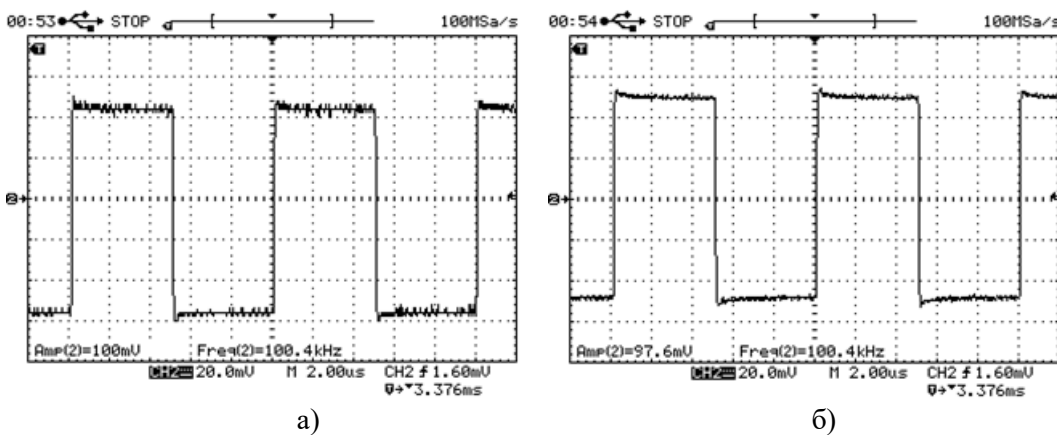 00:53 STOP 100MSa/s
Amp(2)=100mV Freq(2)=100.4kHz
CH2 20.0mV M 2.00us CH2 1.60mV
3.376ms
а)
00:54 STOP 100MSa/s
Amp(2)=97.6mV Freq(2)=100.4kHz
CH2 20.0mV M 2.00us CH2 1.60mV
3.376ms
б)